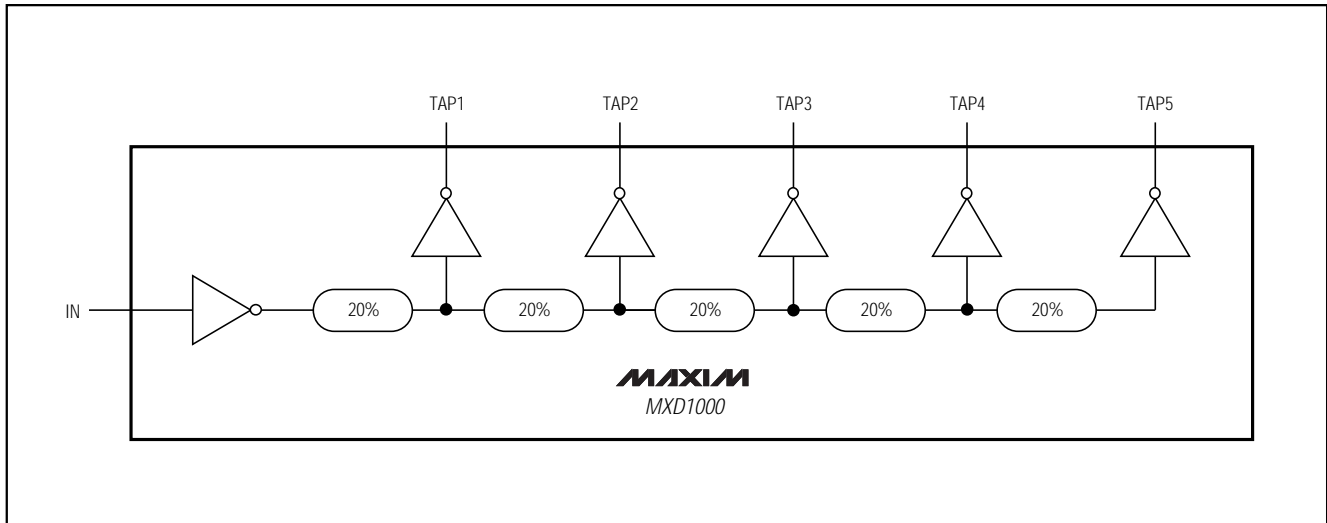 TAP1 TAP2 TAP3 TAP4 TAP5
IN 20% 20% 20% 20% 20%
MAXIM
MXD1000